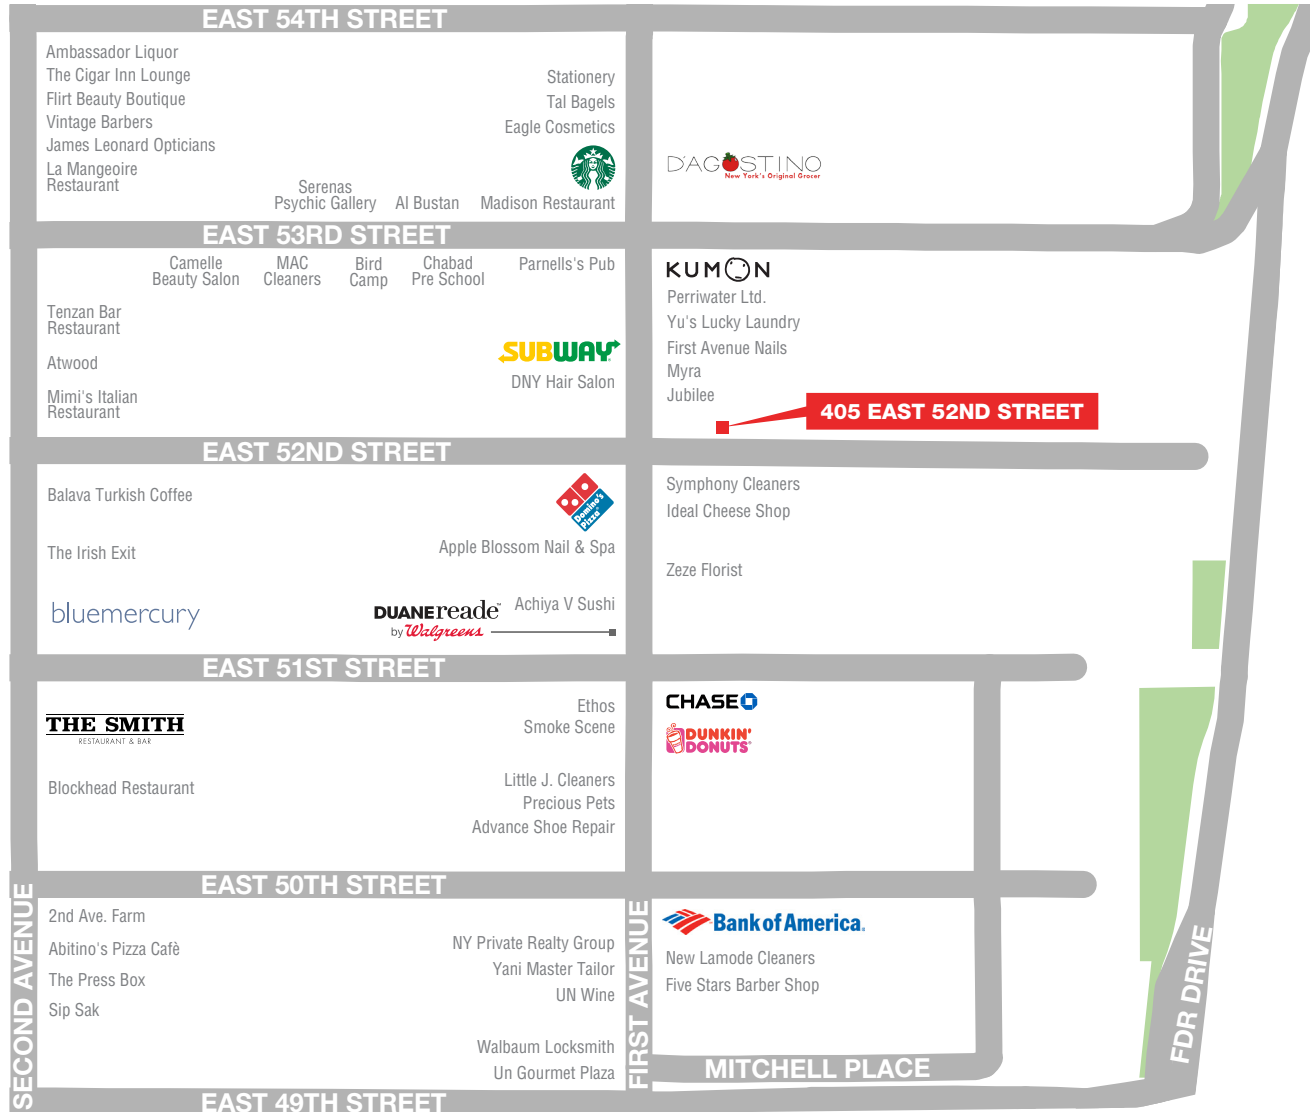 EAST 54TH STREET
Ambassador Liquor
The Cigar Inn Lounge
Flirt Beauty Boutique
Vintage Barbers
James Leonard Opticians
La Mangeoire
Restaurant
Serenas
Psychic Gallery
Al Bustan
Stationery
Tal Bagels
Eagle Cosmetics
Madison Restaurant
D'AGOSTINO
New York's Original Grocer
EAST 53RD STREET
Camelle
Beauty Salon
MAC
Cleaners
Bird
Camp
Chabad
Pre School
Parnells's Pub
Tenzan Bar
Restaurant
Atwood
Mimi's Italian
Restaurant
SUBWAY
DNY Hair Salon
KUMON
Perriwater Ltd.
Yu's Lucky Laundry
First Avenue Nails
Myra
Jubilee
405 EAST 52ND STREET
EAST 52ND STREET
Balava Turkish Coffee
The Irish Exit
bluemercury
Domino's
Pizza
Apple Blossom Nail & Spa
DUANEreade™
by Walgreens
Achiya V Sushi
Symphony Cleaners
Ideal Cheese Shop
Zeze Florist
EAST 51ST STREET
THE SMITH
RESTAURANT & BAR
Blockhead Restaurant
Ethos
Smoke Scene
Little J. Cleaners
Precious Pets
Advance Shoe Repair
CHASE
DUNKIN'
DONUTS
EAST 50TH STREET
2nd Ave. Farm
Abitino's Pizza Cafè
The Press Box
Sip Sak
NY Private Realty Group
Yani Master Tailor
UN Wine
Walbaum Locksmith
Un Gourmet Plaza
Bank of America.
New Lamode Cleaners
Five Stars Barber Shop
MITCHELL PLACE
EAST 49TH STREET
SECOND AVENUE
FIRST AVENUE
FDR DRIVE